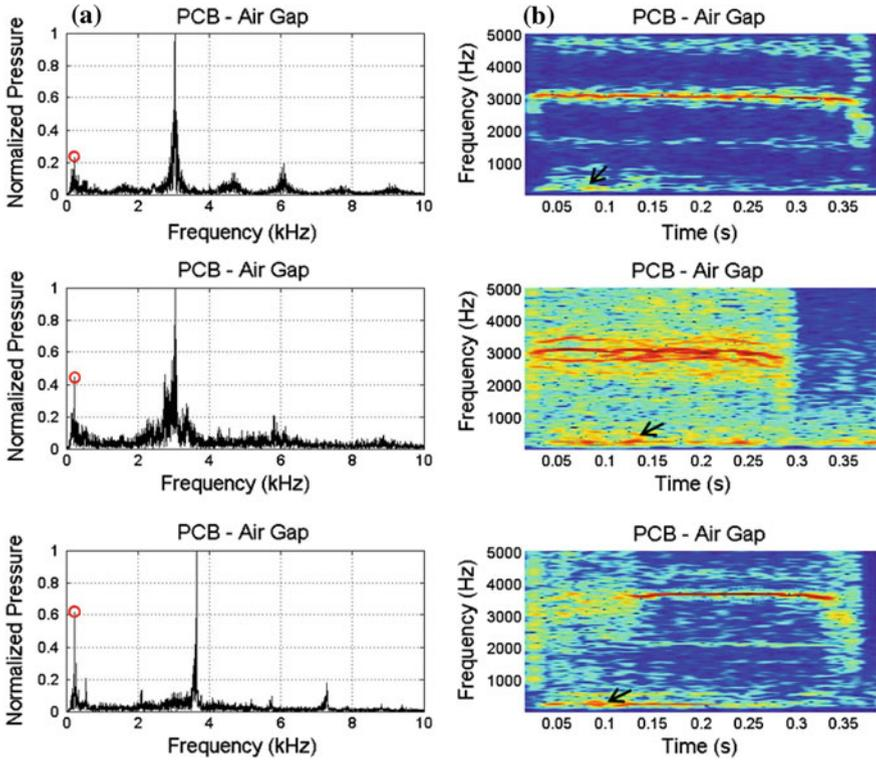 (a) PCB - Air Gap
Normalized Pressure
1
0.8
0.6
0.4
0.2
0
0 2 4 6 8 10
Frequency (kHz)
(b) PCB - Air Gap
Frequency (Hz)
5000
4000
3000
2000
1000
0.05 0.1 0.15 0.2 0.25 0.3 0.35
Time (s)
PCB - Air Gap
Normalized Pressure
1
0.8
0.6
0.4
0.2
0
0 2 4 6 8 10
Frequency (kHz)
PCB - Air Gap
Frequency (Hz)
5000
4000
3000
2000
1000
0.05 0.1 0.15 0.2 0.25 0.3 0.35
Time (s)
PCB - Air Gap
Normalized Pressure
1
0.8
0.6
0.4
0.2
0
0 2 4 6 8 10
Frequency (kHz)
PCB - Air Gap
Frequency (Hz)
5000
4000
3000
2000
1000
0.05 0.1 0.15 0.2 0.25 0.3 0.35
Time (s)